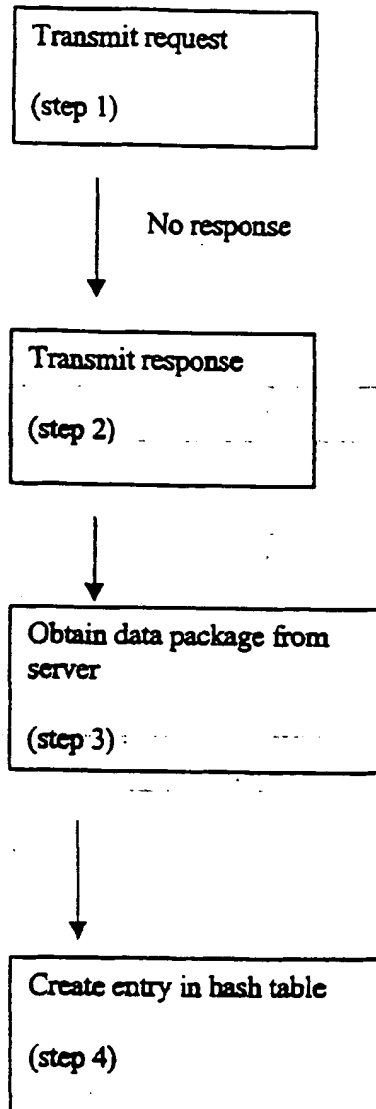 Transmit request
(step 1)
No response
Transmit response
(step 2)
Obtain data package from
server
(step 3)
Create entry in hash table
(step 4)